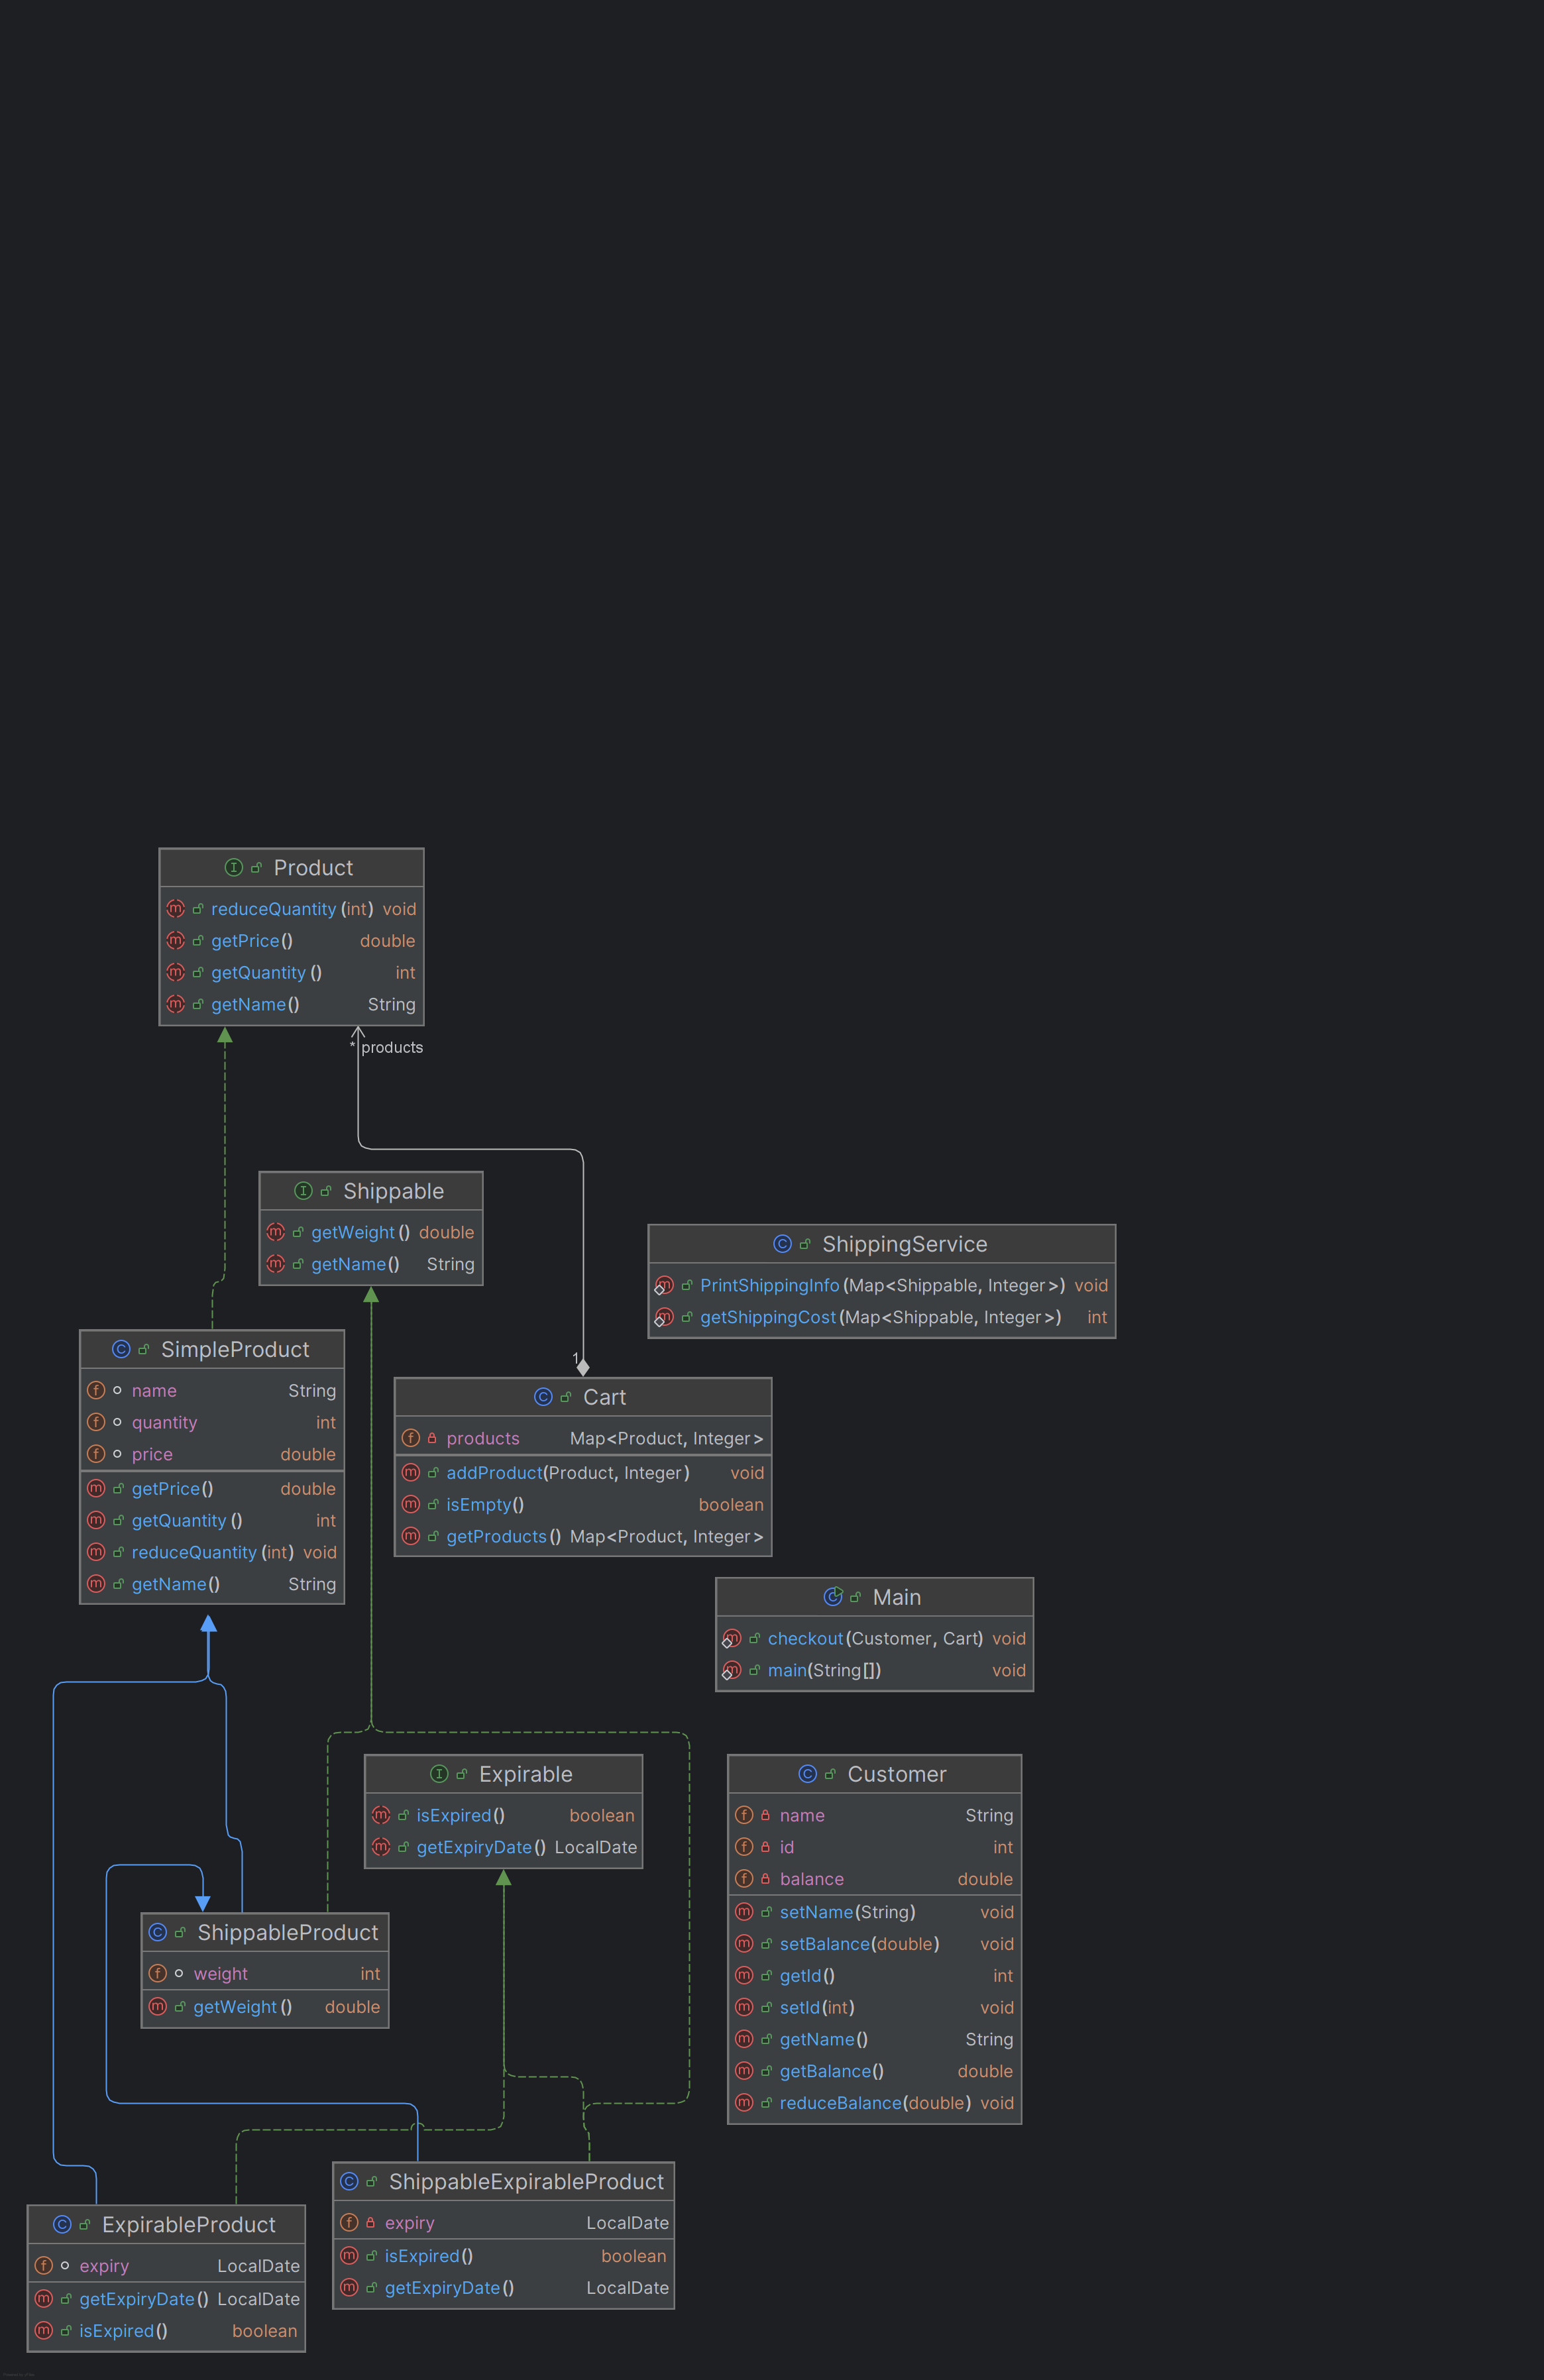 Product
reduceQuantity(int) void
getPrice() double
getQuantity() int
getName() String
* products
Shippable
getWeight() double
getName() String
ShippingService
PrintShippingInfo(Map<Shippable, Integer>) void
getShippingCost(Map<Shippable, Integer>) int
SimpleProduct
name String
quantity int
price double
getPrice() double
getQuantity() int
reduceQuantity(int) void
getName() String
1
Cart
products Map<Product, Integer>
addProduct(Product, Integer) void
isEmpty() boolean
getProducts() Map<Product, Integer>
Main
checkout(Customer, Cart) void
main(String[]) void
Expirable
isExpired() boolean
getExpiryDate() LocalDate
Customer
name String
id int
balance double
setName(String) void
setBalance(double) void
getId() int
setId(int) void
getName() String
getBalance() double
reduceBalance(double) void
ShippableProduct
weight int
getWeight() double
ShippableExpirableProduct
expiry LocalDate
isExpired() boolean
getExpiryDate() LocalDate
ExpirableProduct
expiry LocalDate
getExpiryDate() LocalDate
isExpired() boolean